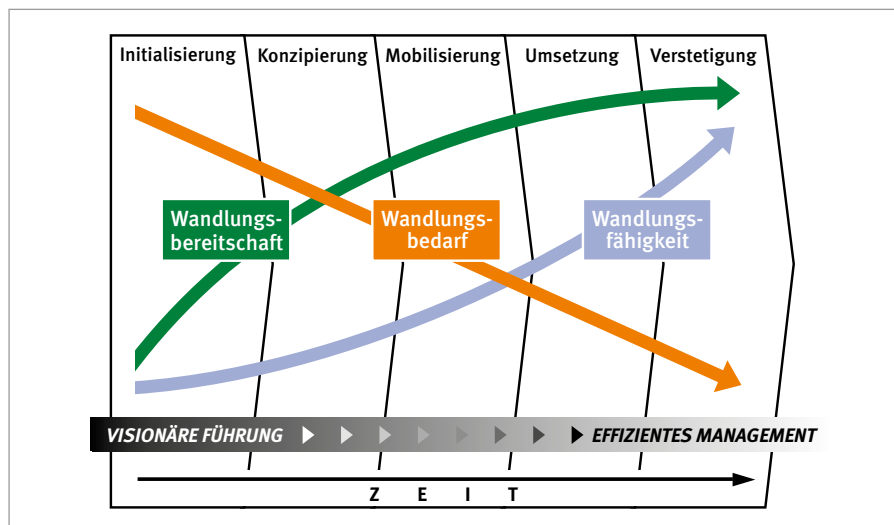 Initialisierung Konzipierung Mobilisierung Umsetzung Verstetigung
Wandlungs-
bereitschaft
Wandlungs-
bedarf
Wandlungs-
fähigkeit
VISIONÄRE FÜHRUNG EFFIZIENTES MANAGEMENT
Z E I T